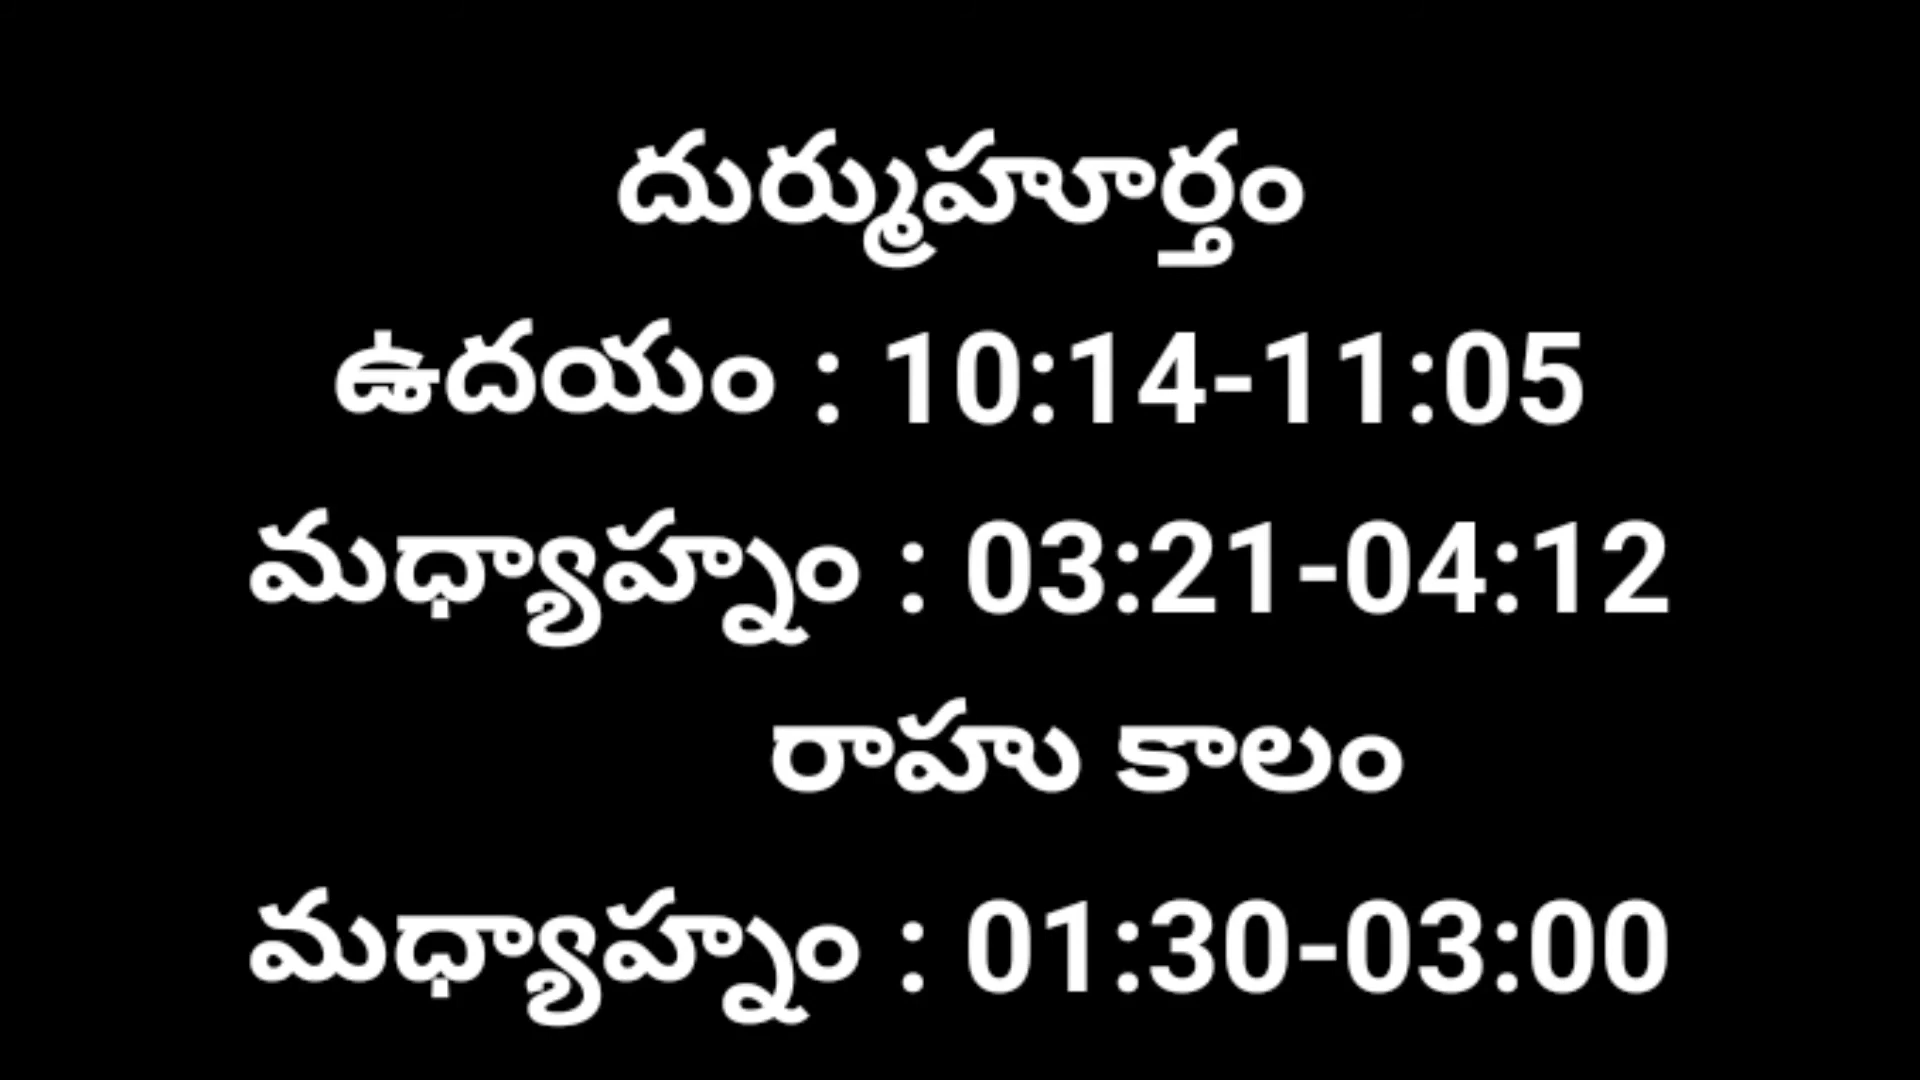 దుర్ముహూర్తం
ఉదయం : 10:14-11:05
మధ్యాహ్నం : 03:21-04:12
రాహు కాలం
మధ్యాహ్నం : 01:30-03:00